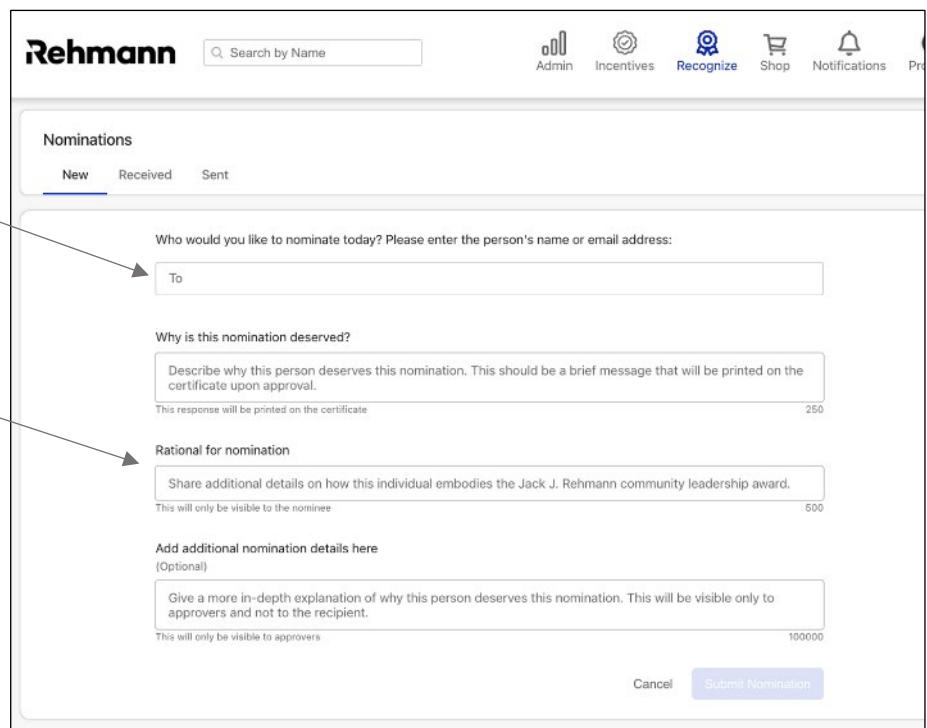 Rehmann
Search by Name
Admin
Incentives
Recognize
Shop
Notifications
Nominations
New Received Sent
Who would you like to nominate today? Please enter the person's name or email address:
To
Why is this nomination deserved?
Describe why this person deserves this nomination. This should be a brief message that will be printed on the
certificate upon approval.
This response will be printed on the certificate 250
Rational for nomination
Share additional details on how this individual embodies the Jack J. Rehmann community leadership award.
This will only be visible to the nominee 500
Add additional nomination details here
(Optional)
Give a more in-depth explanation of why this person deserves this nomination. This will be visible only to
approvers and not to the recipient.
This will only be visible to approvers 100000
Cancel Submit Nomination